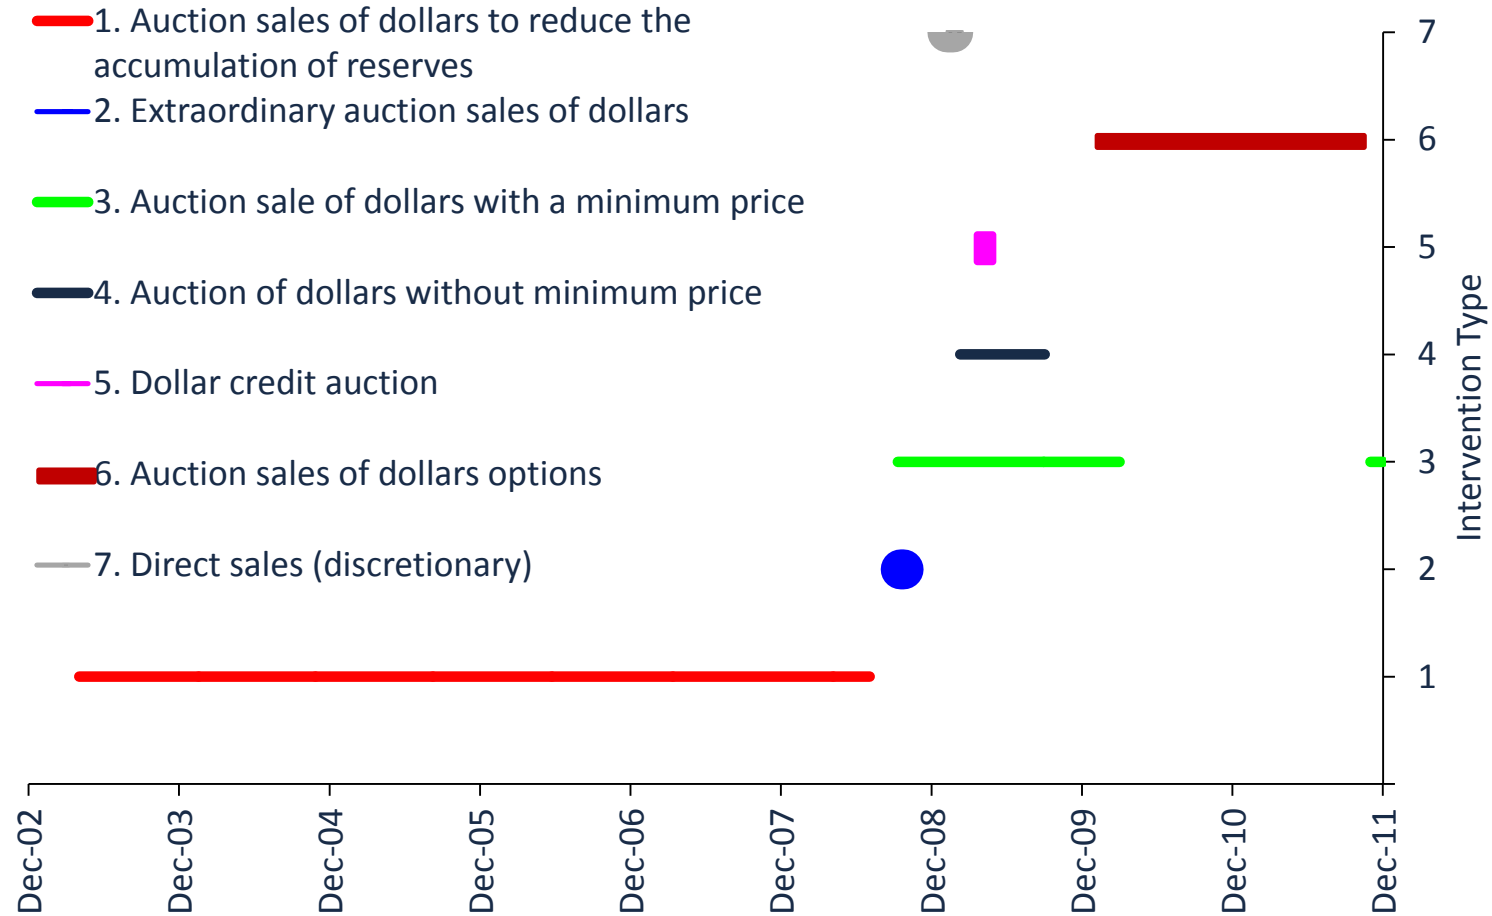 1. Auction sales of dollars to reduce the
accumulation of reserves
2. Extraordinary auction sales of dollars
3. Auction sale of dollars with a minimum price
4. Auction of dollars without minimum price
5. Dollar credit auction
6. Auction sales of dollars options
7. Direct sales (discretionary)
7
6
5
4
3
2
1
Intervention Type
Dec-02
Dec-03
Dec-04
Dec-05
Dec-06
Dec-07
Dec-08
Dec-09
Dec-10
Dec-11